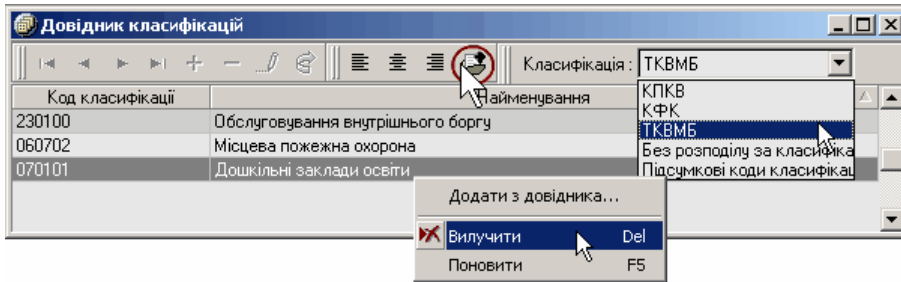 Довідник класифікацій
Класифікація : ТКВМБ
КПКВ
КФК
ТКВМБ
Без розподілу за класифіка
Підсумкові коди класифікац
Код класифікації Найменування
230100 Обслуговування внутрішнього боргу
060702 Місцева пожежна охорона
070101 Дошкільні заклади освіти
Додати з довідника...
Вилучити Del
Поновити F5